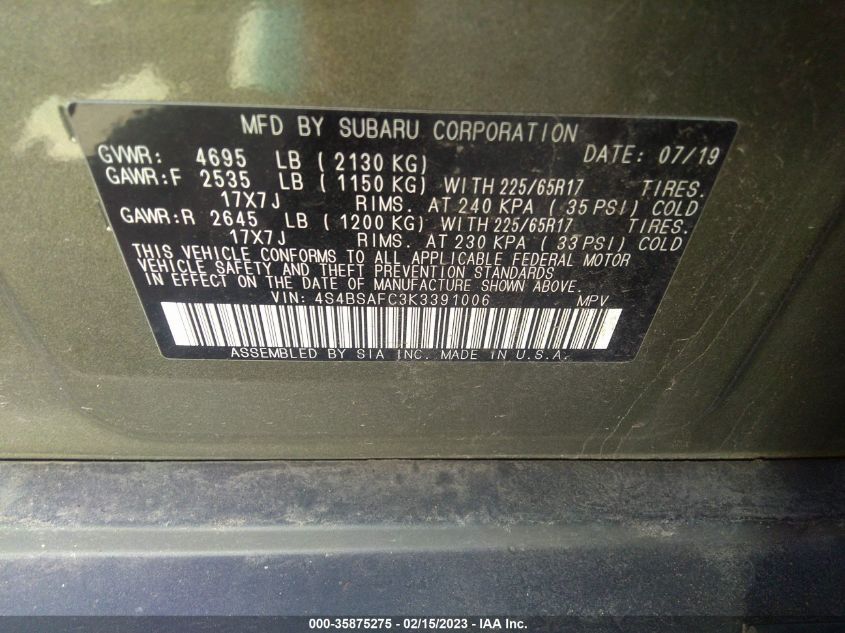 MFD BY SUBARU CORPORATION
GVWR: 4695 LB ( 2130 KG) DATE: 07/19
GAWR:F 2535 LB ( 1150 KG) WITH 225/65R17 TIRES.
17X7J RIMS. AT 240 KPA ( 35 PSI) COLD
GAWR:R 2645 LB ( 1200 KG) WITH 225/65R17 TIRES.
17X7J RIMS. AT 230 KPA ( 33 PSI) COLD
THIS VEHICLE CONFORMS TO ALL APPLICABLE FEDERAL MOTOR
VEHICLE SAFETY AND THEFT PREVENTION STANDARDS
IN EFFECT ON THE DATE OF MANUFACTURE SHOWN ABOVE.
VIN: 4S4BSAFC3K3391006 MPV
ASSEMBLED BY SIA INC. MADE IN U.S.A.
000-35875275 - 02/15/2023 - IAA Inc.